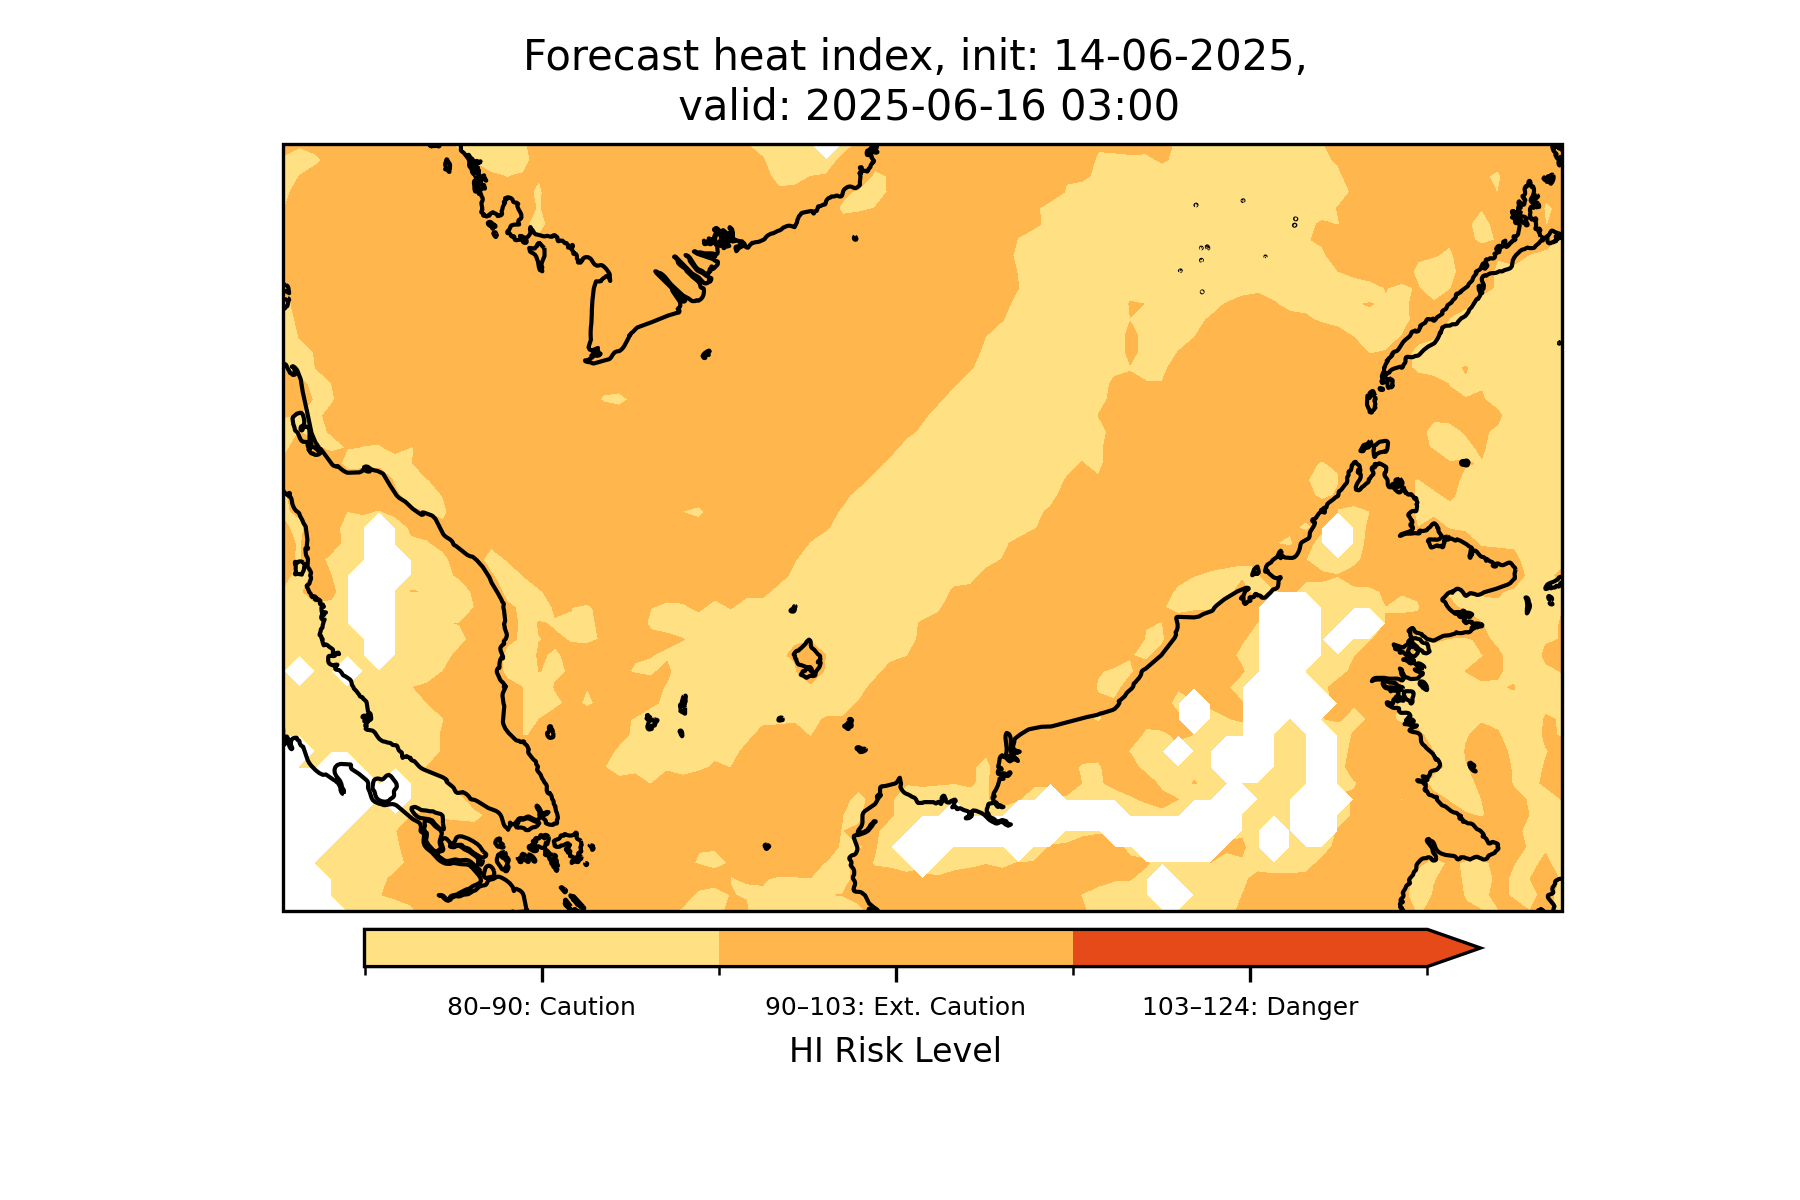 Forecast heat index, init: 14-06-2025,
valid: 2025-06-16 03:00
80–90: Caution
90–103: Ext. Caution
103–124: Danger
HI Risk Level